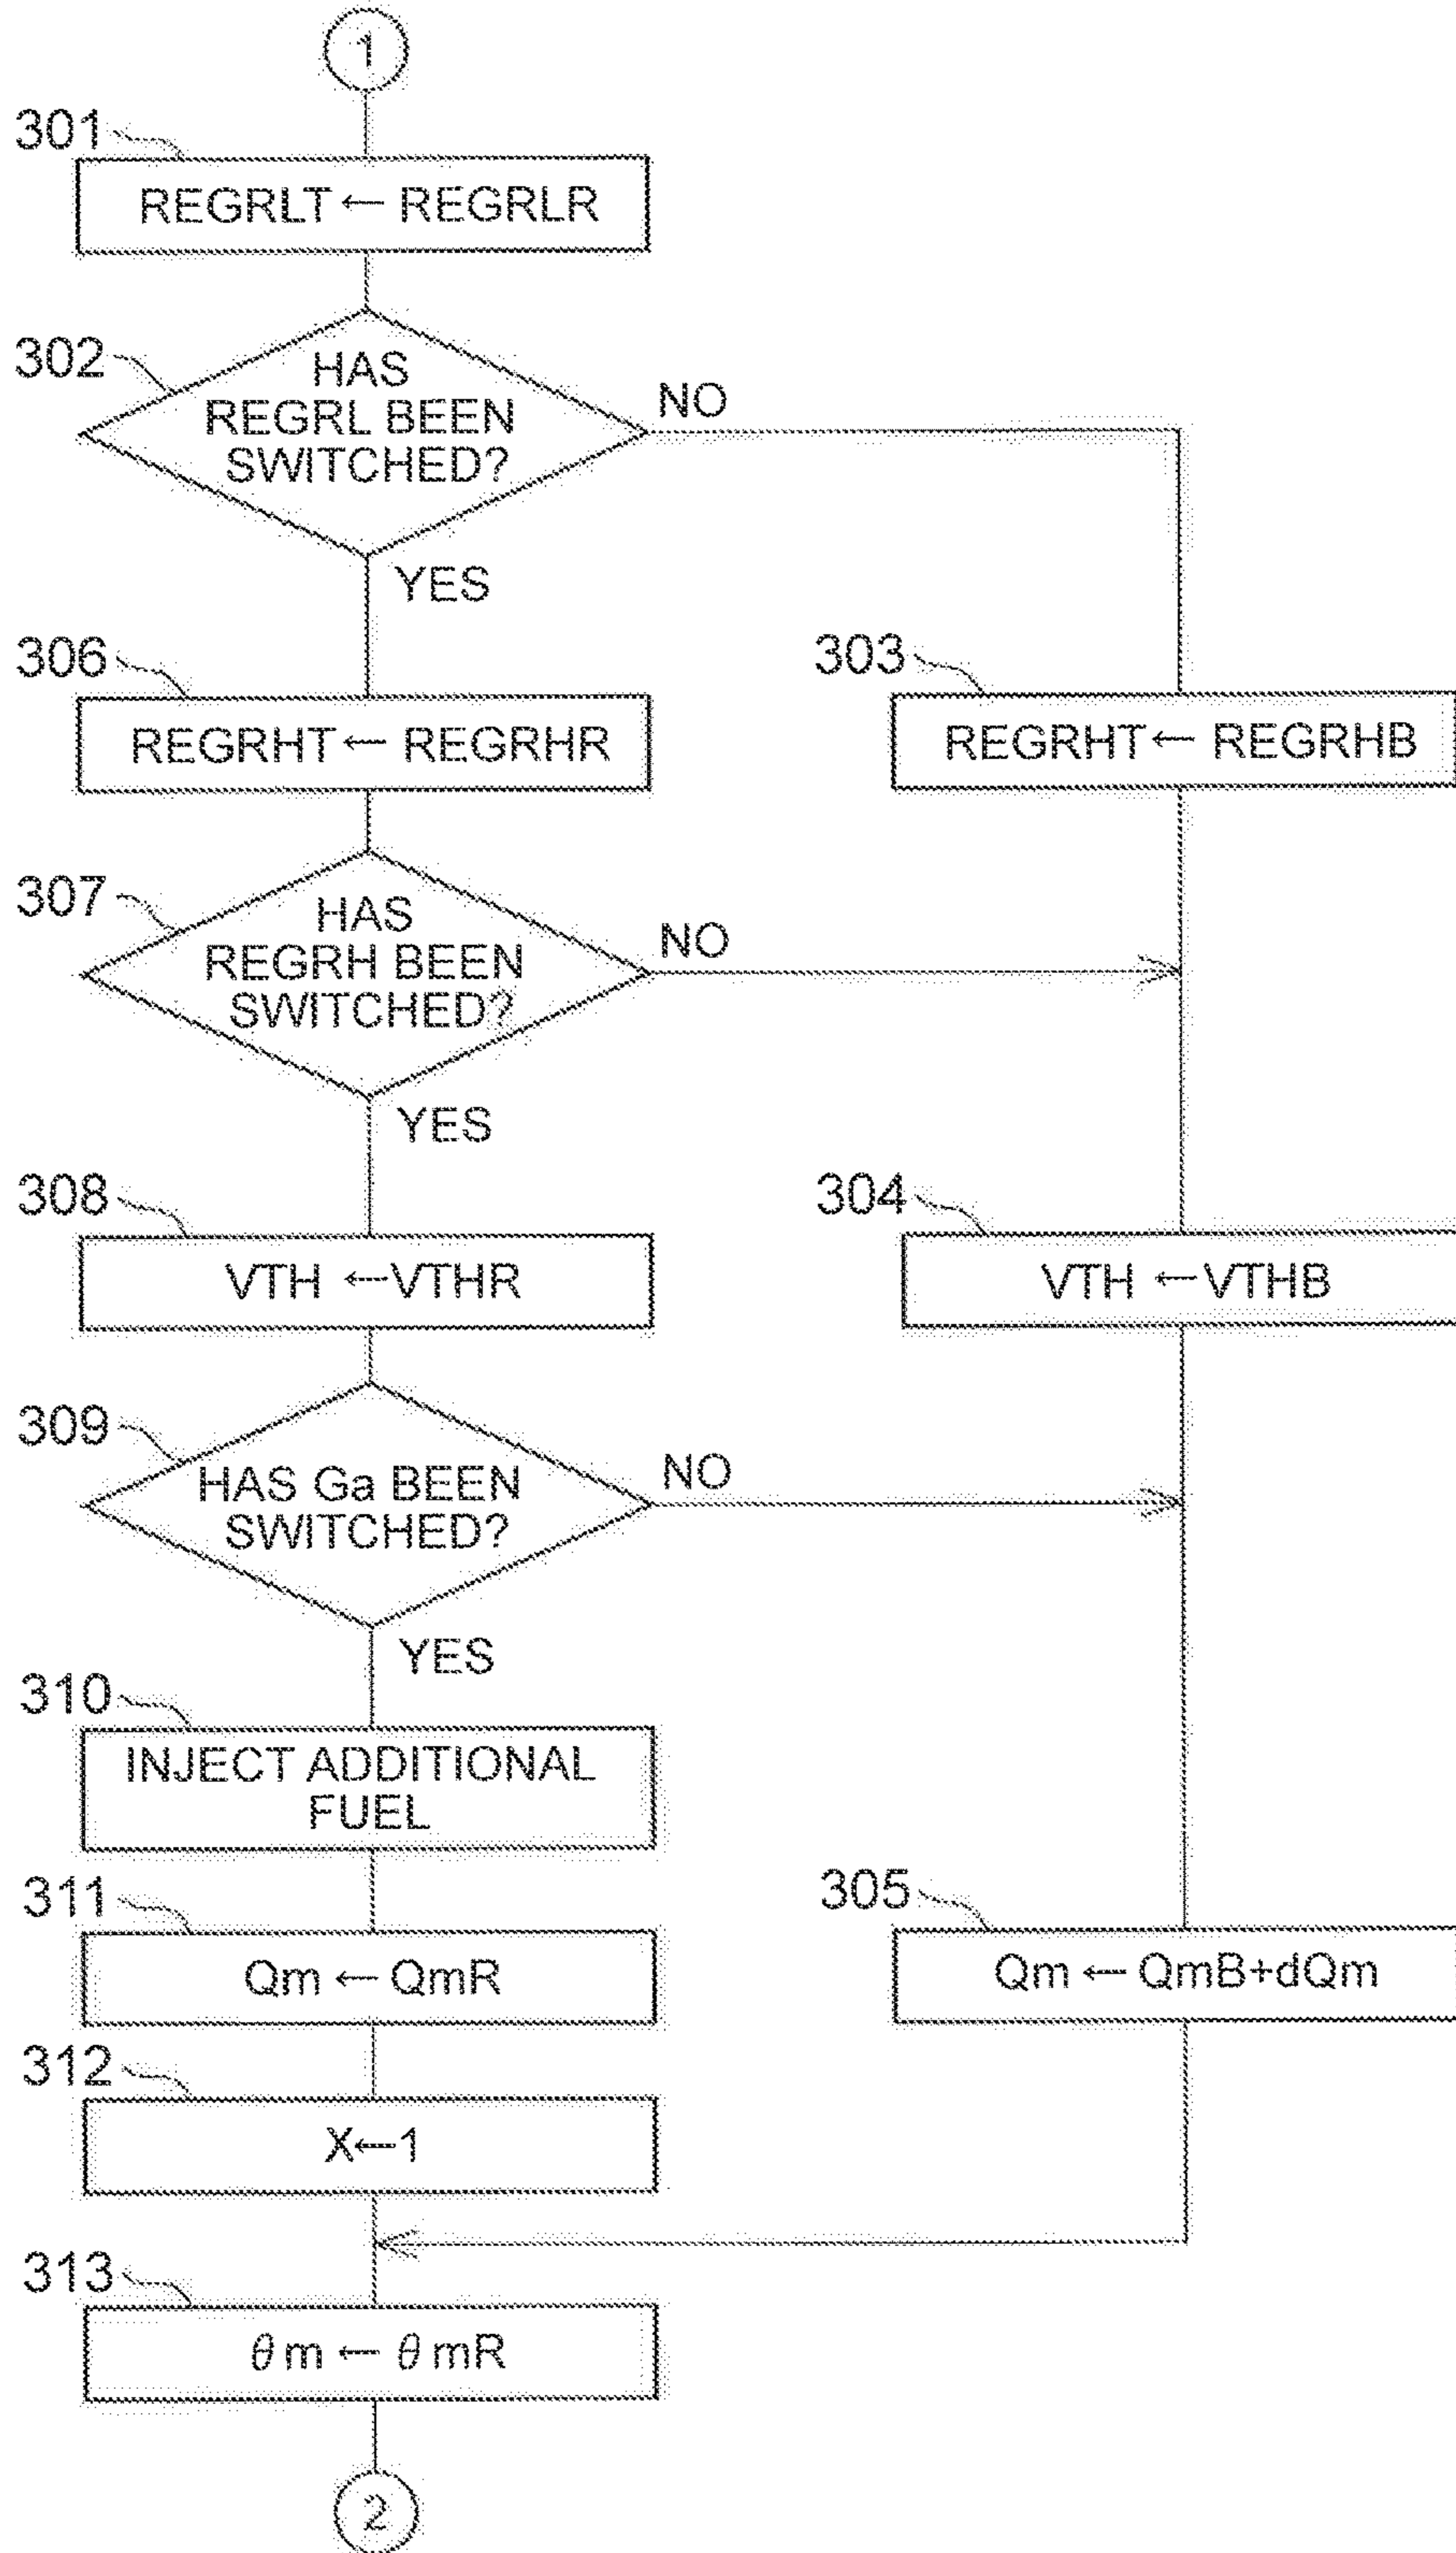 1
301
REGRLT ← REGRLR
302
HAS
REGRL BEEN
SWITCHED?
NO
YES
306
REGRHT ← REGRHR
303
REGRHT ← REGRHB
307
HAS
REGRH BEEN
SWITCHED?
NO
YES
308
VTH ← VTHR
304
VTH ← VTHB
309
HAS Ga BEEN
SWITCHED?
NO
YES
310
INJECT ADDITIONAL
FUEL
311
Qm ← QmR
305
Qm ← QmB+dQm
312
X←1
313
θm ← θmR
2